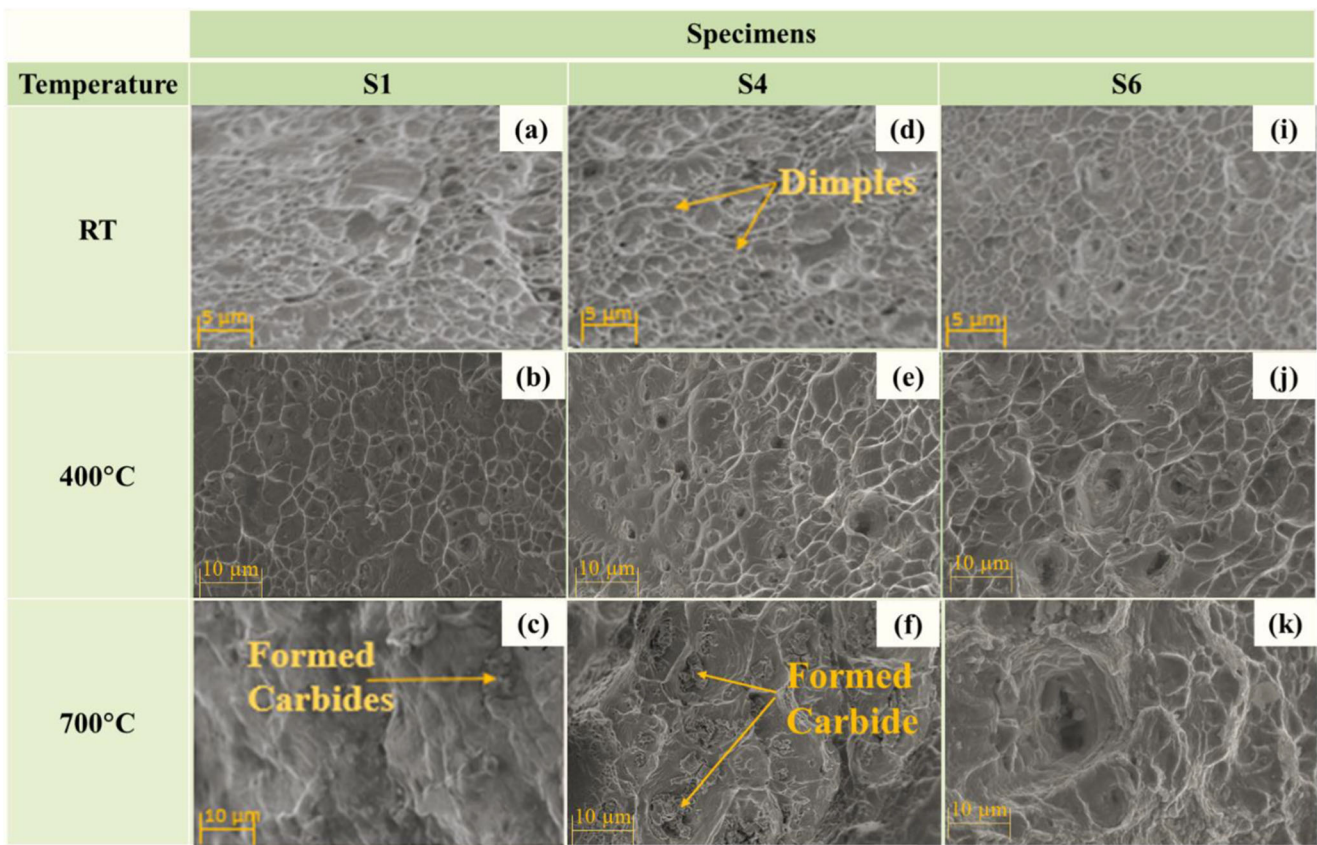 Specimens
Temperature S1 S4 S6
RT
(a) (d) (i)
Dimples
5 µm 5 µm 5 µm
400°C
(b) (e) (j)
10 µm 10 µm 10 µm
700°C
(c) (f) (k)
Formed
Carbides
Formed
Carbide
10 µm 10 µm 10 µm